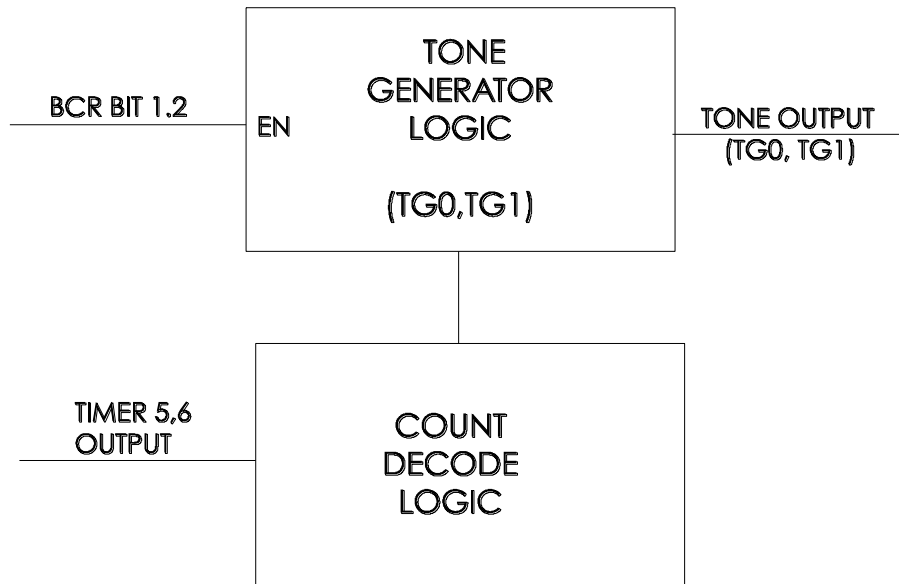 TONE
GENERATOR
LOGIC
(TG0,TG1)
BCR BIT 1.2
EN
TONE OUTPUT
(TG0, TG1)
TIMER 5,6
OUTPUT
COUNT
DECODE
LOGIC